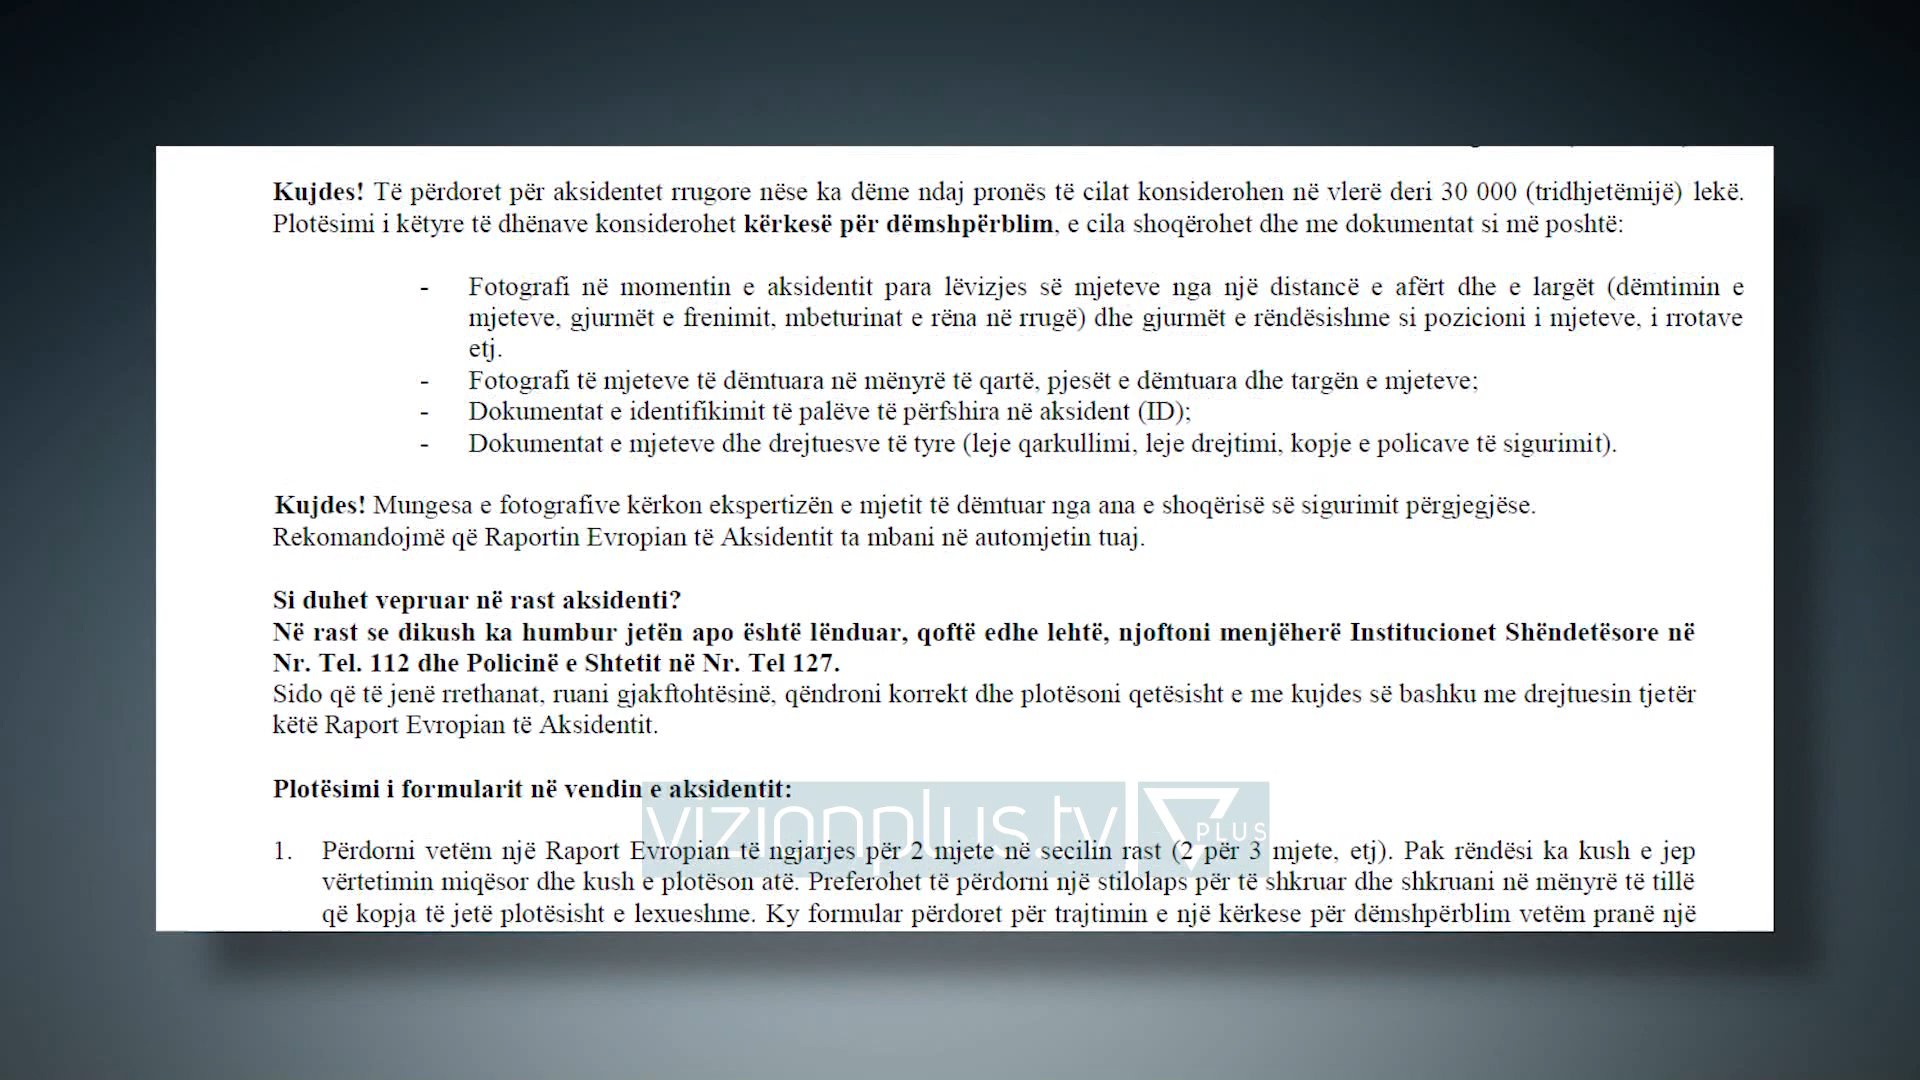 Kujdes! Të përdoret për aksidentet rrugore nëse ka dëme ndaj pronës të cilat konsiderohen në vlerë deri 30 000 (tridhjetëmijë) lekë.
Plotësimi i këtyre të dhënave konsiderohet kërkesë për dëmshpërblim, e cila shoqërohet dhe me dokumentat si më poshtë:
- Fotografi në momentin e aksidentit para lëvizjes së mjeteve nga një distancë e afërt dhe e largët (dëmtimin e
mjeteve, gjurmët e frenimit, mbeturinat e rëna në rrugë) dhe gjurmët e rëndësishme si pozicioni i mjeteve, i rrotave
etj.
- Fotografi të mjeteve të dëmtuara në mënyrë të qartë, pjesët e dëmtuara dhe targën e mjeteve;
- Dokumentat e identifikimit të palëve të përfshira në aksident (ID);
- Dokumentat e mjeteve dhe drejtuesve të tyre (leje qarkullimi, leje drejtimi, kopje e policave të sigurimit).
Kujdes! Mungesa e fotografive kërkon ekspertizën e mjetit të dëmtuar nga ana e shoqërisë së sigurimit përgjegjëse.
Rekomandojmë që Raportin Evropian të Aksidentit ta mbani në automjetin tuaj.
Si duhet vepruar në rast aksidenti?
Në rast se dikush ka humbur jetën apo është lënduar, qoftë edhe lehtë, njoftoni menjëherë Institucionet Shëndetësore në
Nr. Tel. 112 dhe Policinë e Shtetit në Nr. Tel 127.
Sido që të jenë rrethanat, ruani gjakftohtësinë, qëndroni korrekt dhe plotësoni qetësisht e me kujdes së bashku me drejtuesin tjetër
këtë Raport Evropian të Aksidentit.
Plotësimi i formularit në vendin e aksidentit:
vizionplus.tv PLUS
1. Përdorni vetëm një Raport Evropian të ngjarjes për 2 mjete në secilin rast (2 për 3 mjete, etj). Pak rëndësi ka kush e jep
vërtetimin miqësor dhe kush e plotëson atë. Preferohet të përdorni një stilolaps për të shkruar dhe shkruani në mënyrë të tillë
që kopja të jetë plotësisht e lexueshme. Ky formular përdoret për trajtimin e një kërkese për dëmshpërblim vetëm pranë një